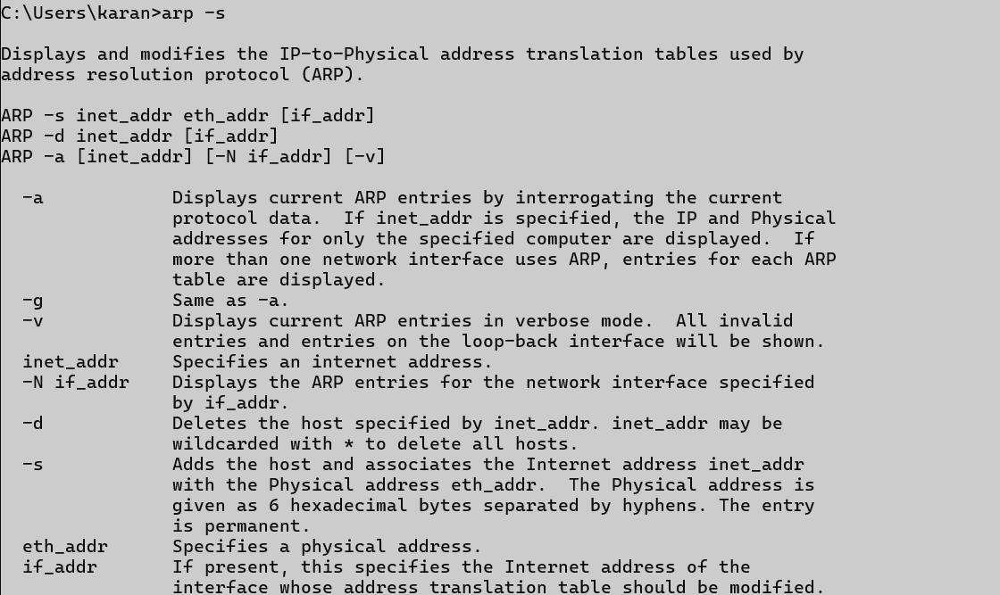 C:\Users\karan>arp -s
Displays and modifies the IP-to-Physical address translation tables used by
address resolution protocol (ARP).
ARP -s inet_addr eth_addr [if_addr]
ARP -d inet_addr [if_addr]
ARP -a [inet_addr] [-N if_addr] [-v]
-a Displays current ARP entries by interrogating the current
protocol data. If inet_addr is specified, the IP and Physical
addresses for only the specified computer are displayed. If
more than one network interface uses ARP, entries for each ARP
table are displayed.
-g Same as -a.
-v Displays current ARP entries in verbose mode. All invalid
entries and entries on the loop-back interface will be shown.
inet_addr Specifies an internet address.
-N if_addr Displays the ARP entries for the network interface specified
by if_addr.
-d Deletes the host specified by inet_addr. inet_addr may be
wildcarded with * to delete all hosts.
-s Adds the host and associates the Internet address inet_addr
with the Physical address eth_addr. The Physical address is
given as 6 hexadecimal bytes separated by hyphens. The entry
is permanent.
eth_addr Specifies a physical address.
if_addr If present, this specifies the Internet address of the
interface whose address translation table should be modified.